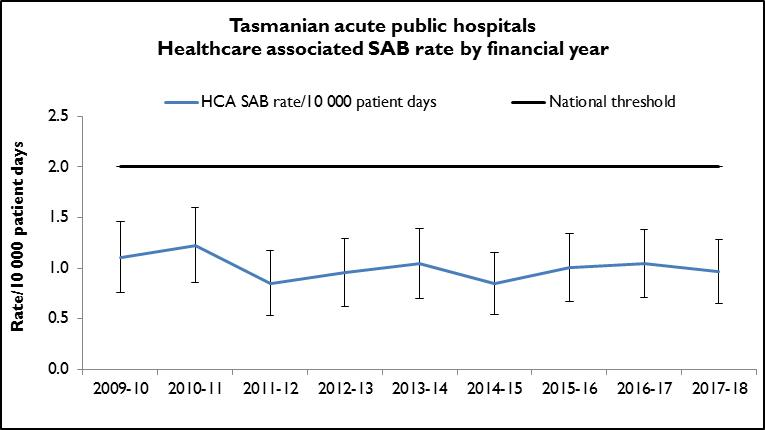 Tasmanian acute public hospitals
Healthcare associated SAB rate by financial year
HCA SAB rate/10 000 patient days
National threshold
Rate/10 000 patient days
2.5
2.0
1.5
1.0
0.5
0.0
2009-10 2010-11 2011-12 2012-13 2013-14 2014-15 2015-16 2016-17 2017-18